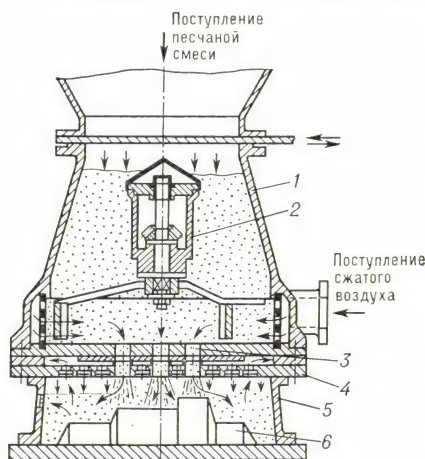 Поступление
песчаной
смеси
1
2
Поступление
сжатого
воздуха
3
4
5
6